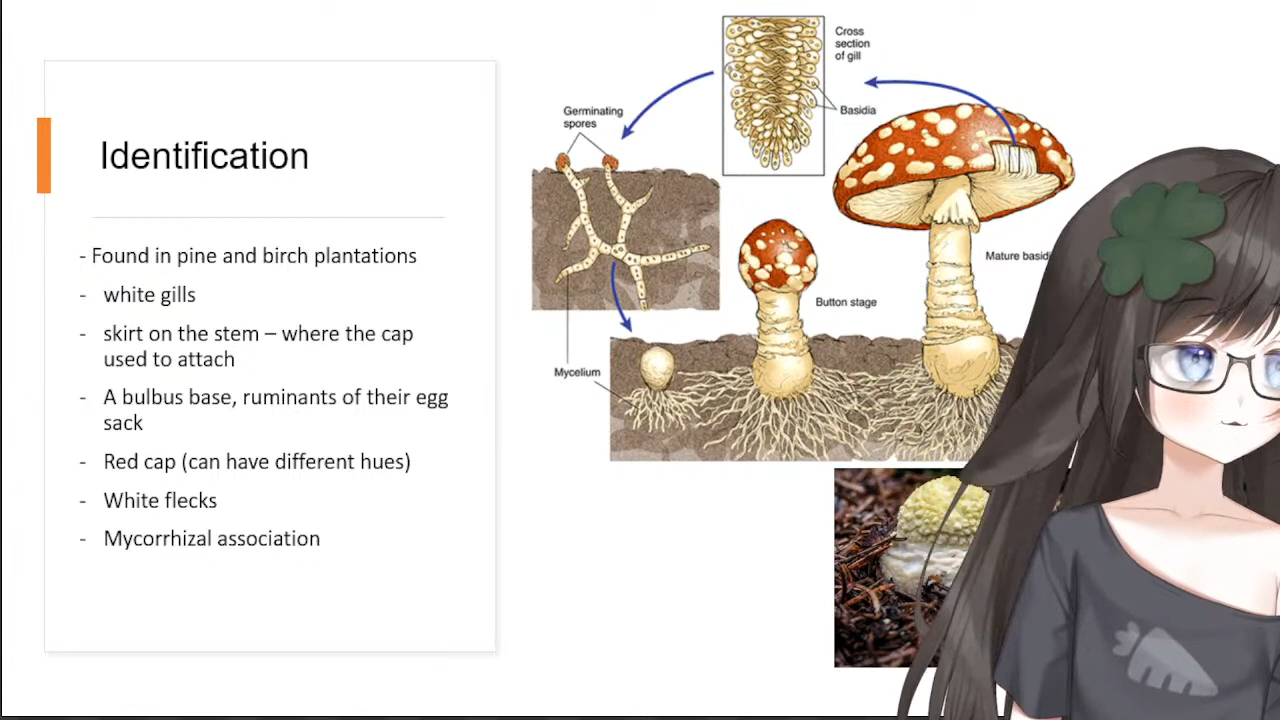 Identification
- Found in pine and birch plantations
- white gills
- skirt on the stem – where the cap
used to attach
- A bulbus base, ruminants of their egg
sack
- Red cap (can have different hues)
- White flecks
- Mycorrhizal association
Cross
section
of gill
Basidia
Germinating
spores
Mature
Button stage
Mycelium